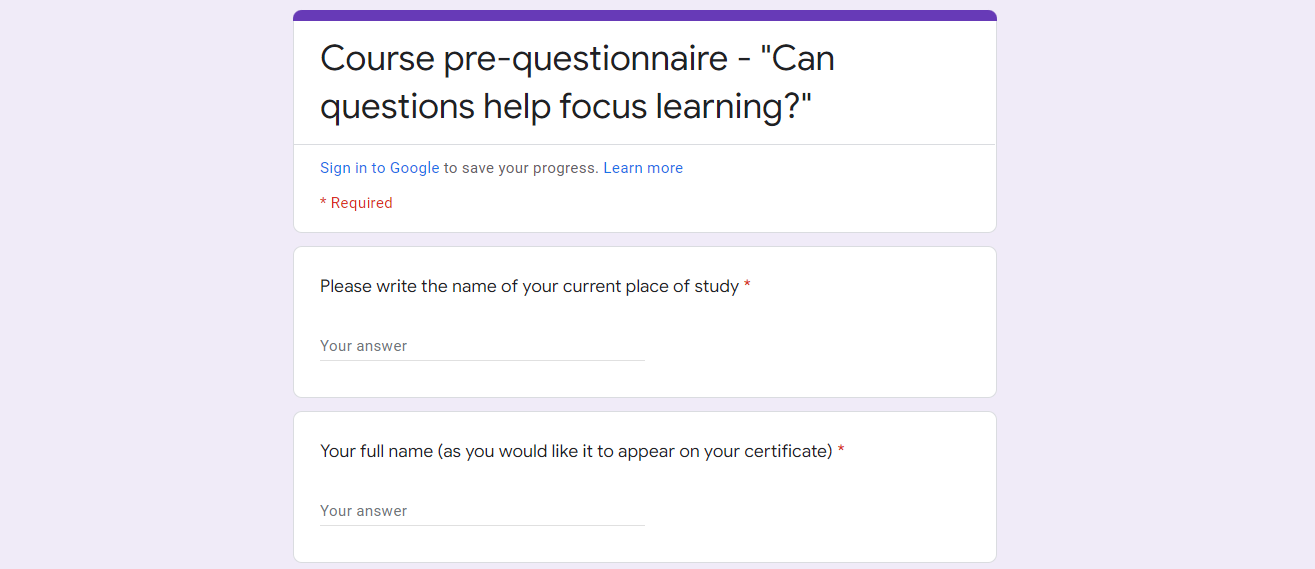 Course pre-questionnaire - "Can
questions help focus learning?"
Sign in to Google to save your progress. Learn more
* Required
Please write the name of your current place of study *
Your answer
Your full name (as you would like it to appear on your certificate) *
Your answer